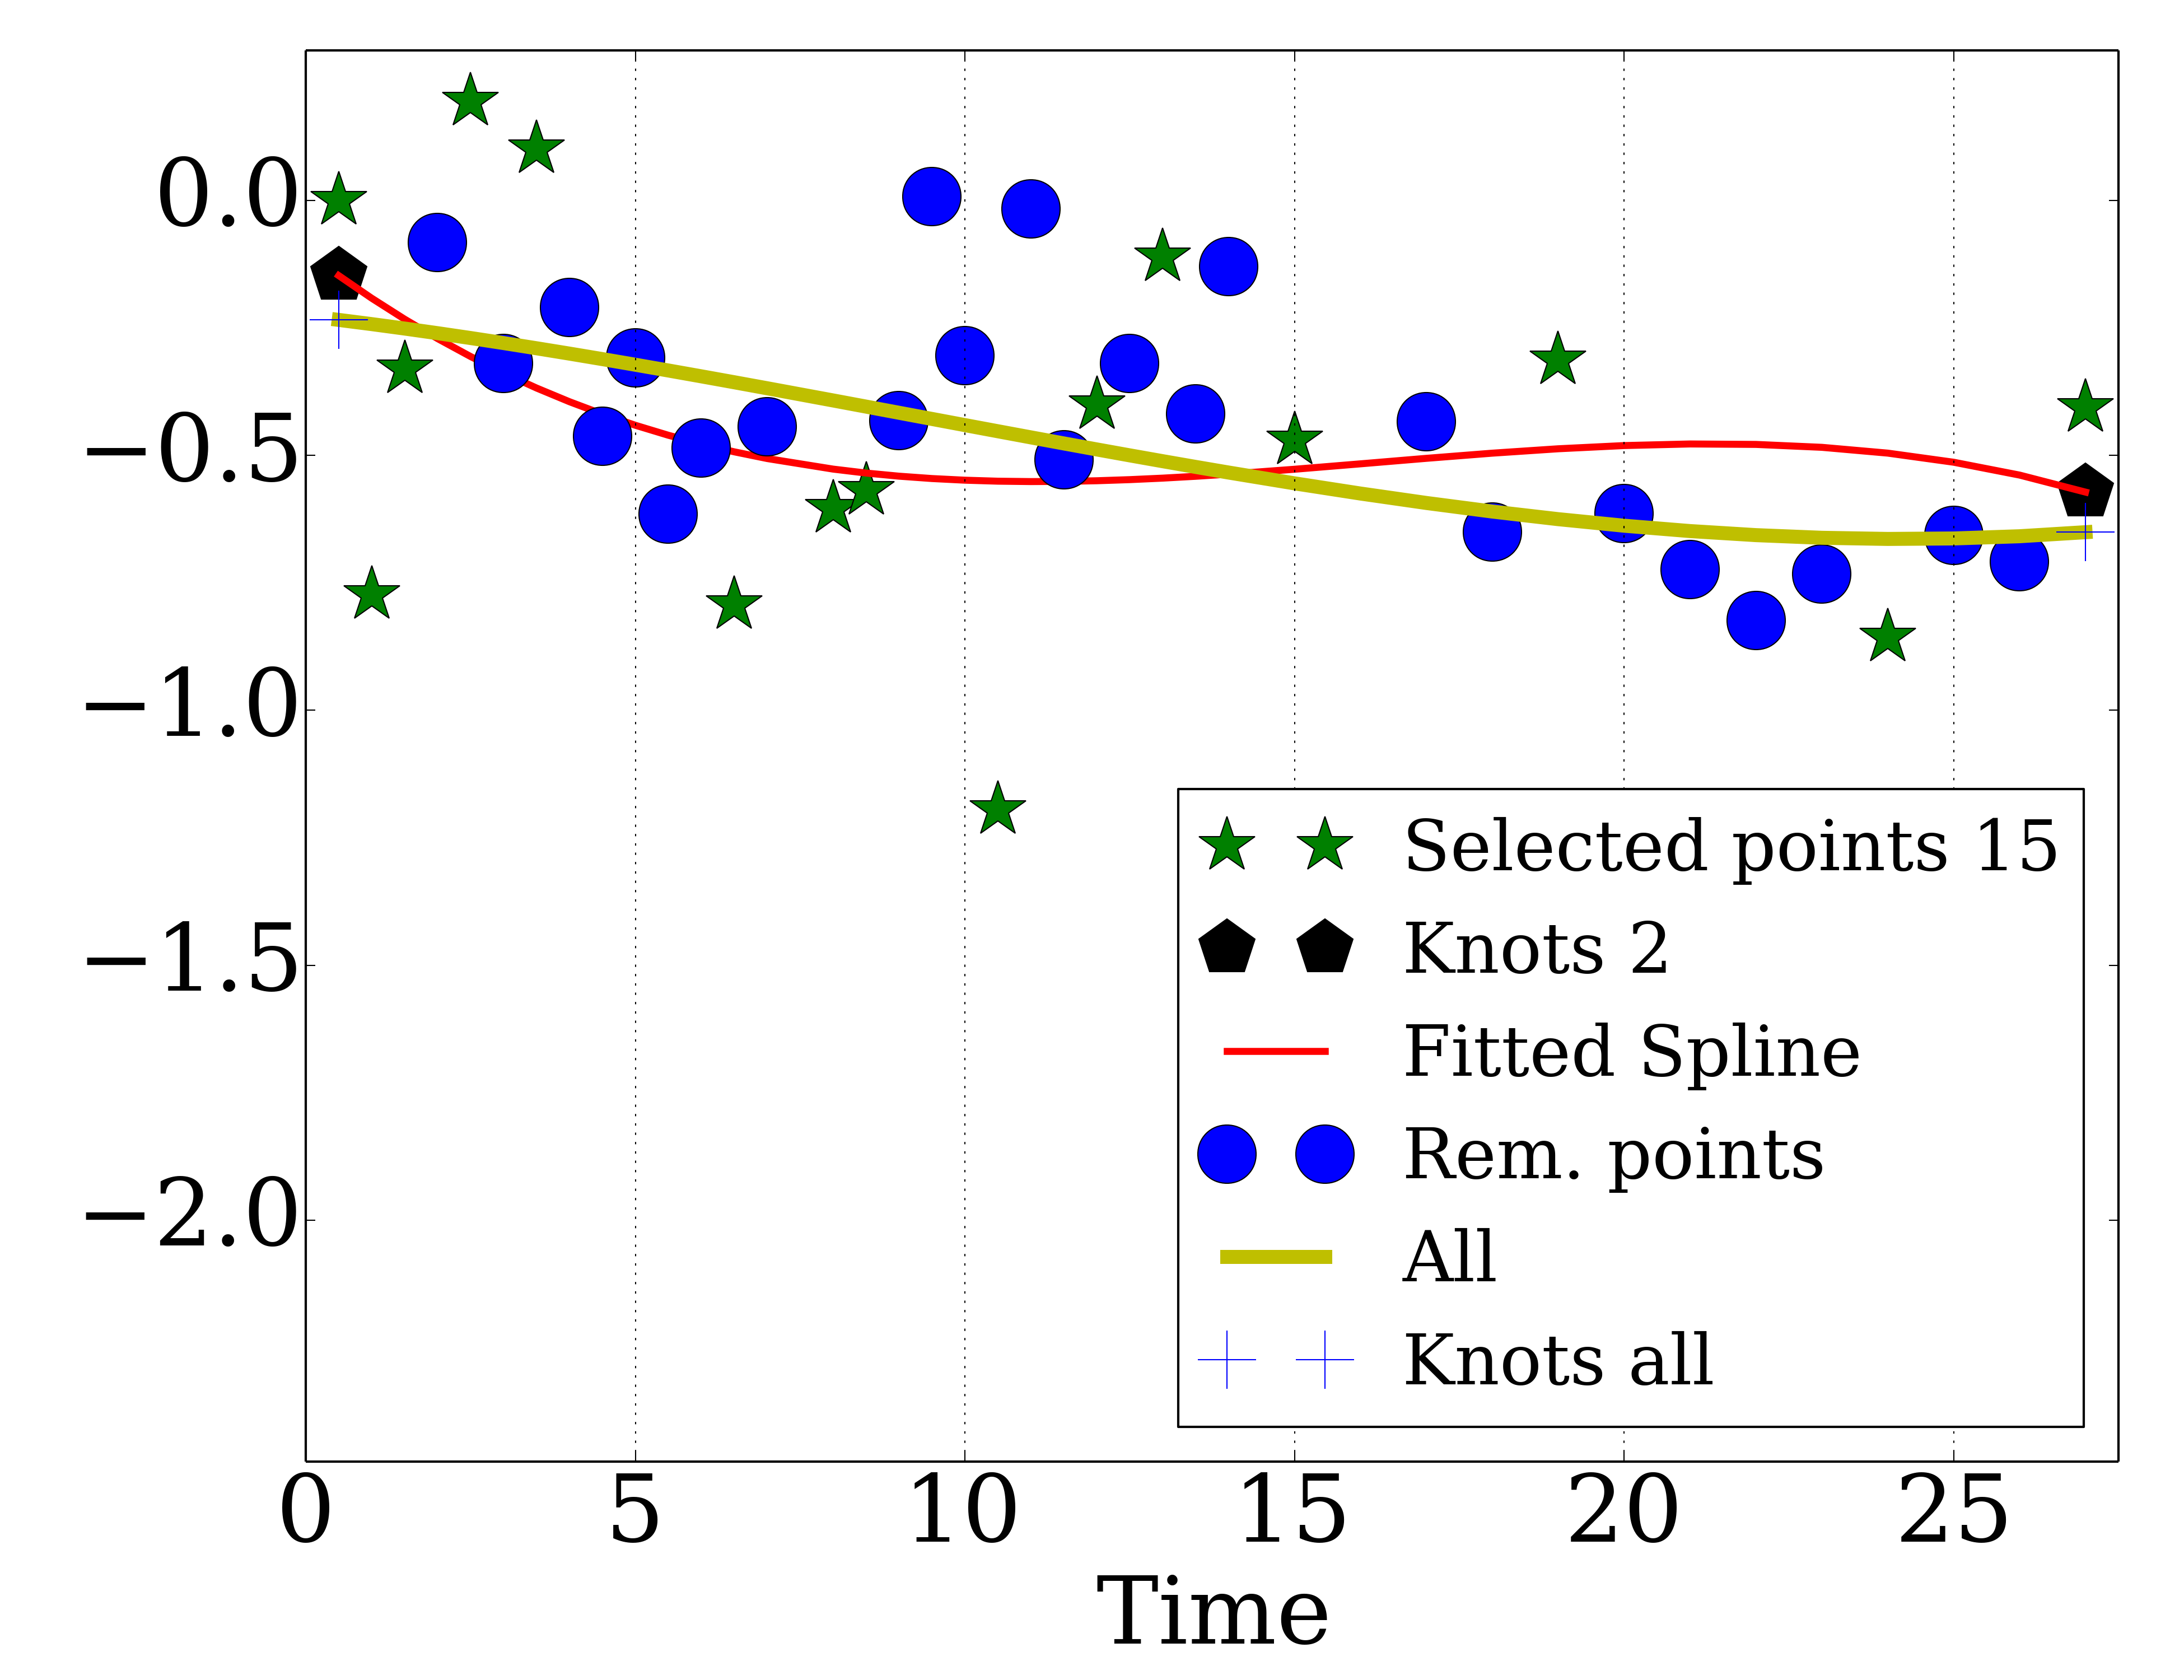 0.0
−0.5
−1.0
−1.5
−2.0
0 5 10 15 20 25
Time
Selected points 15
Knots 2
Fitted Spline
Rem. points
All
Knots all